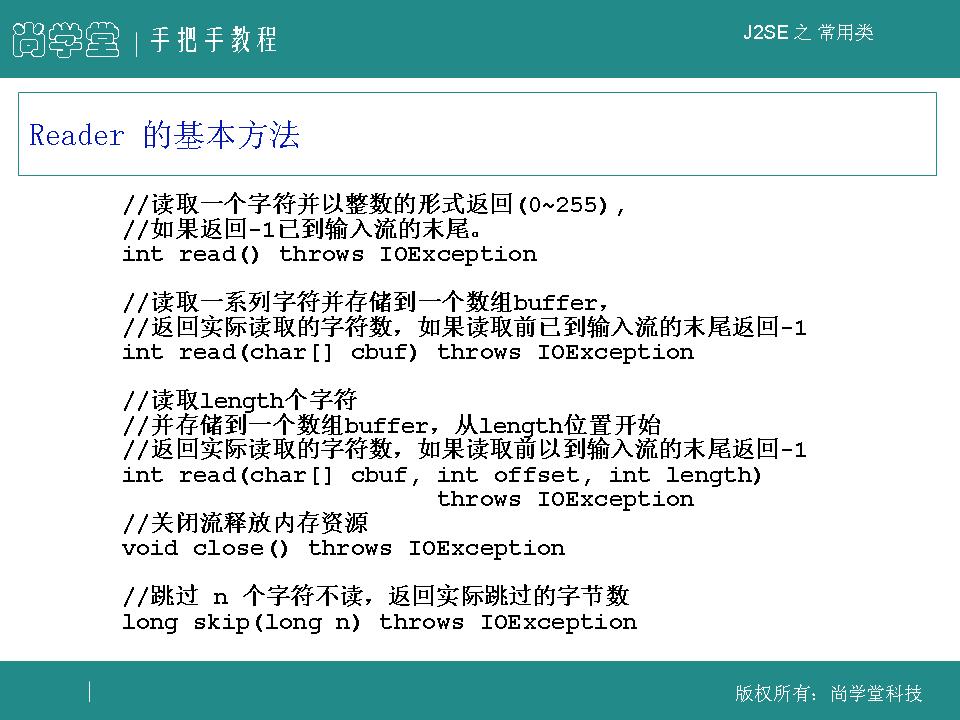 尚学堂 | 手把手教程
J2SE 之 常用类
Reader 的基本方法
//读取一个字符并以整数的形式返回(0~255),
//如果返回-1已到输入流的末尾。
int read() throws IOException
//读取一系列字符并存储到一个数组buffer,
//返回实际读取的字符数,如果读取前已到输入流的末尾返回-1
int read(char[] cbuf) throws IOException
//读取length个字符
//并存储到一个数组buffer,从length位置开始
//返回实际读取的字符数,如果读取前以到输入流的末尾返回-1
int read(char[] cbuf, int offset, int length)
throws IOException
//关闭流释放内存资源
void close() throws IOException
//跳过 n 个字符不读,返回实际跳过的字节数
long skip(long n) throws IOException
版权所有：尚学堂科技